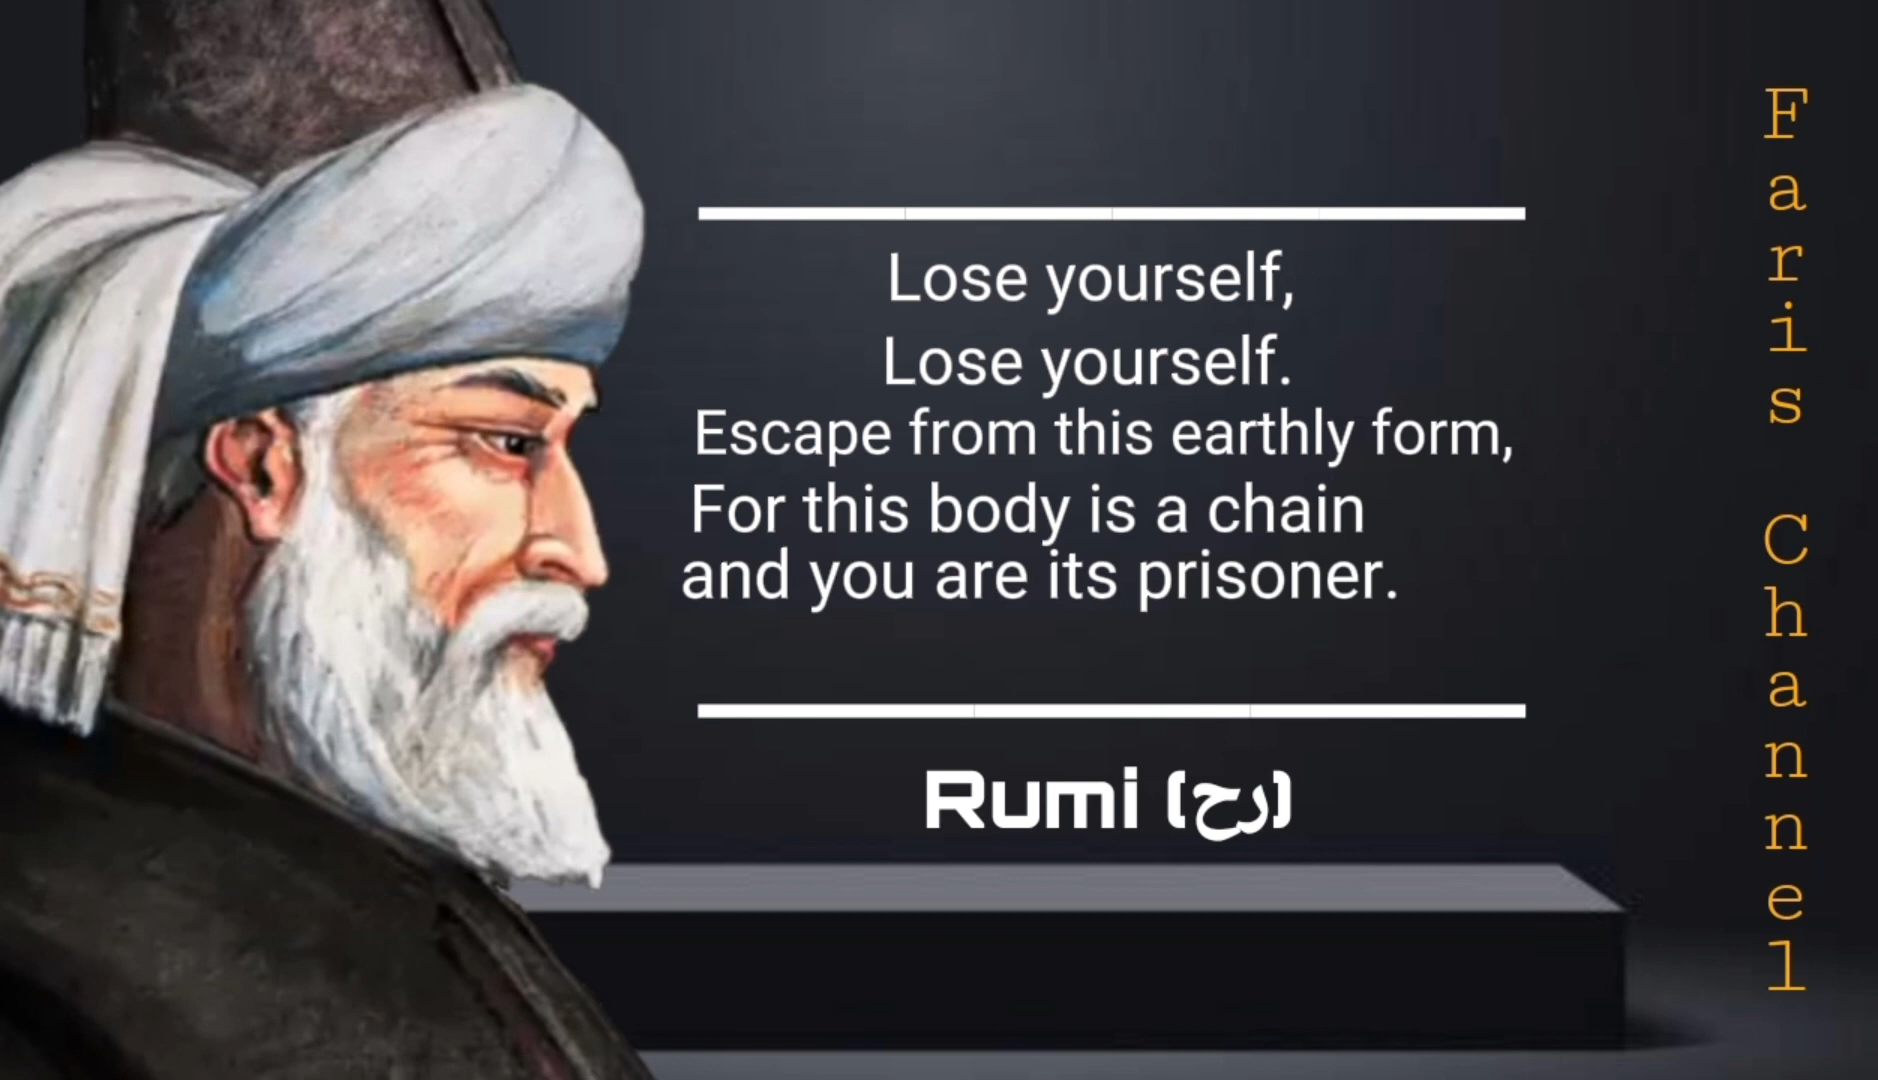 Lose yourself,
Lose yourself.
Escape from this earthly form,
For this body is a chain
and you are its prisoner.
Rumi (رح)
Faris Channel